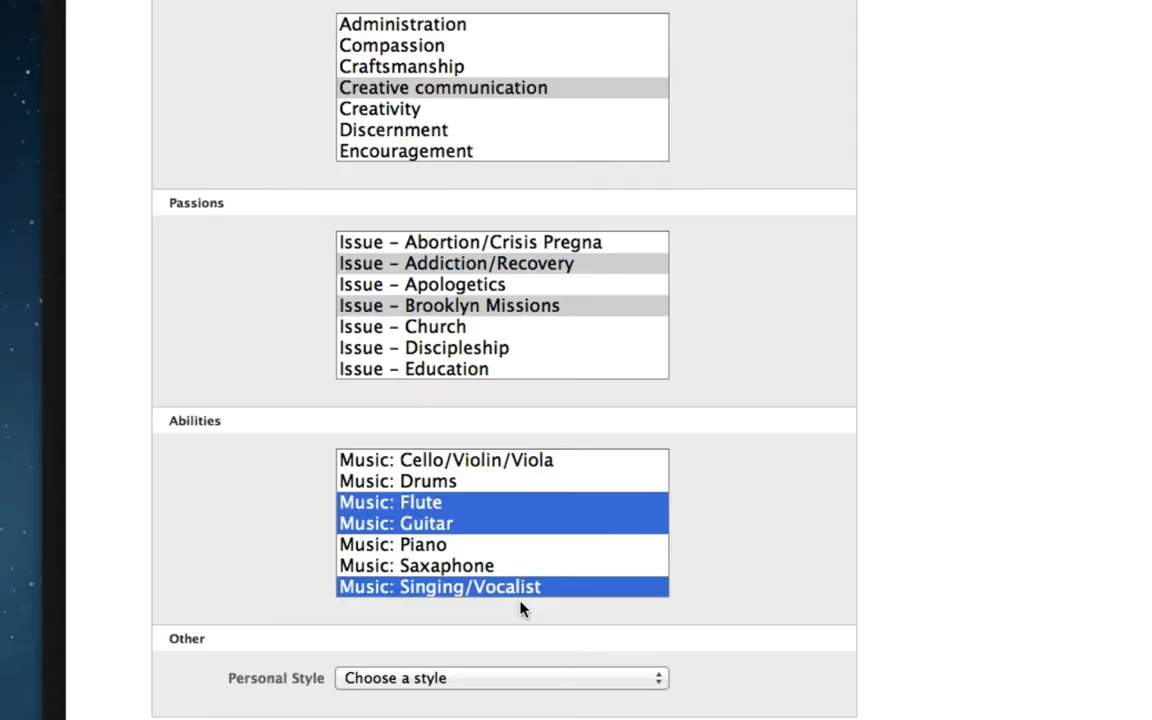 Administration
Compassion
Craftsmanship
Creative communication
Creativity
Discernment
Encouragement
Passions
Issue – Abortion/Crisis Pregna
Issue – Addiction/Recovery
Issue – Apologetics
Issue – Brooklyn Missions
Issue – Church
Issue – Discipleship
Issue – Education
Abilities
Music: Cello/Violin/Viola
Music: Drums
Music: Flute
Music: Guitar
Music: Piano
Music: Saxaphone
Music: Singing/Vocalist
Other
Personal Style Choose a style